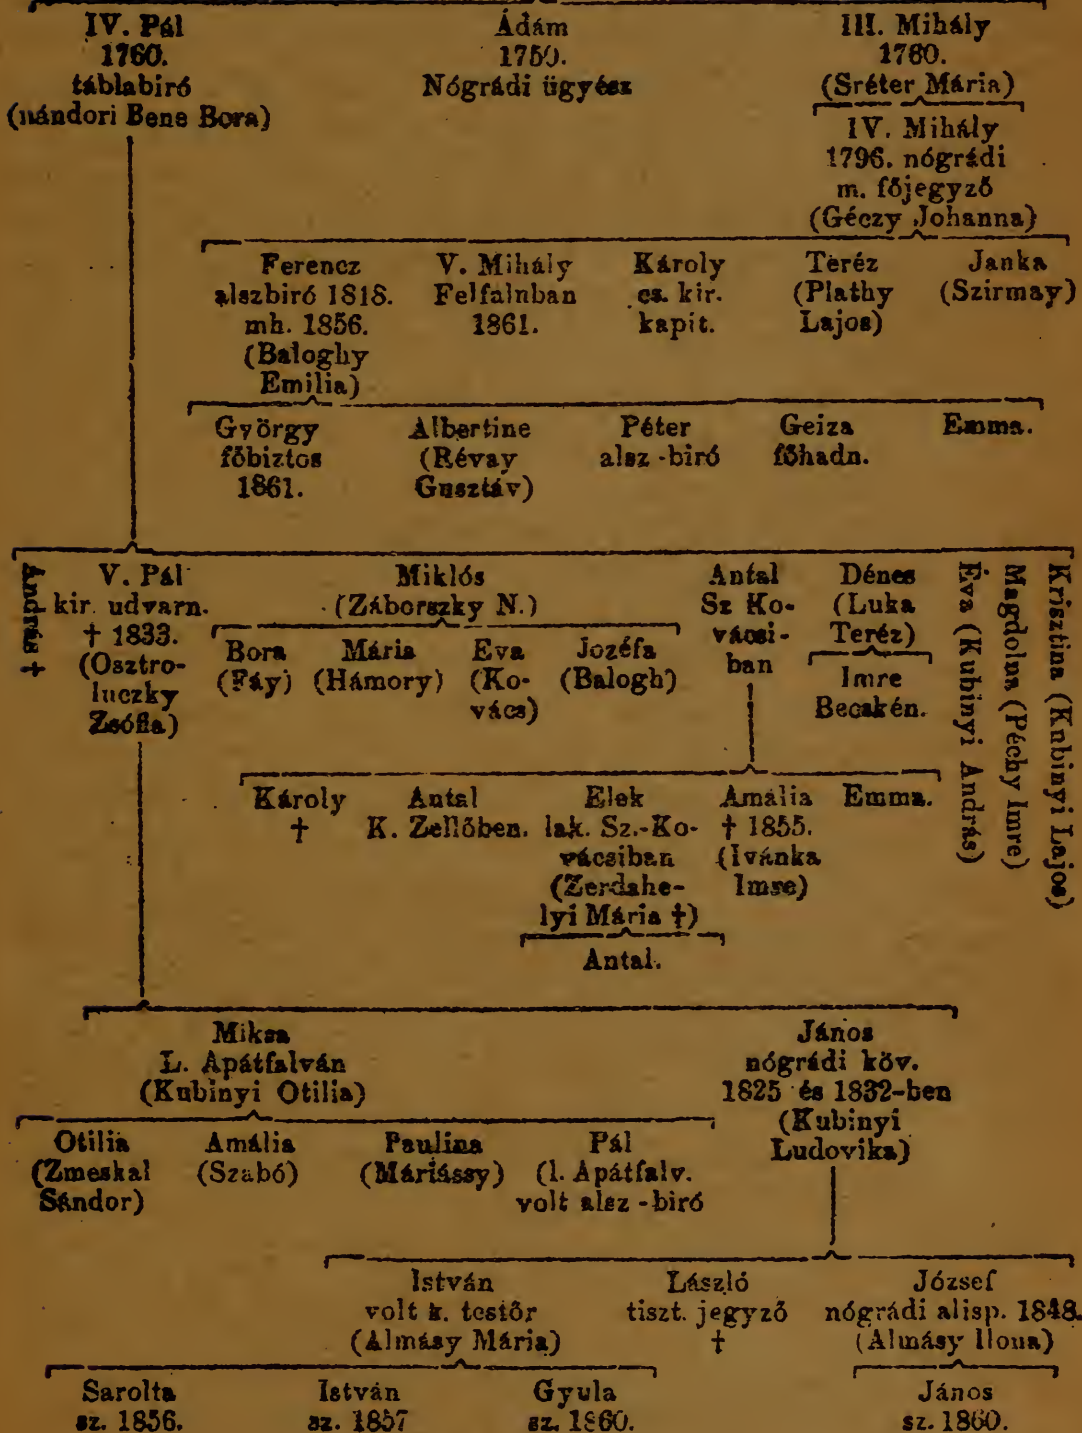 IV. Pál
1760.
táblabiró
(nándori Bene Bora)
Ádám
1750.
Nógrádi ügyész
III. Mihály
1760.
(Sréter Mária)
IV. Mihály
1796. nógrádi
m. főjegyző
(Géczy Johanna)
Ferencz
alszbiró 1818.
mh. 1856.
(Baloghy
Emilia)
V. Mihály
Felfaluban
1861.
Károly
cs. kir.
kapit.
Teréz
(Plathy
Lajos)
Janka
(Szirmay)
György
főbiztos
1861.
Albertine
(Révay
Gusztáv)
Péter
alsz-biró
Geiza
főhadn.
Emma.
András †
V. Pál
kir. udvarn.
† 1833.
(Osztro-
luczky
Zsófia)
Miklós
(Záborszky N.)
Bora
(Fáy)
Mária
(Hámory)
Eva
(Ko-
vács)
Jozéfa
(Balogh)
Antal
Sz Ko-
vácsi-
ban
Dénes
(Luka
Teréz)
Imre
Becskén.
Éva (Kubinyi András)
Magdolna (Péchy Imre)
Krisztina (Kubinyi Lajos)
Károly
†
Antal
K. Zellőben.
Elek
lak. Sz.-Ko-
vácsiban
(Zerdahe-
lyi Mária †)
Amália
† 1855.
(Ivánka
Imre)
Emma.
Antal.
Miksa
L. Apátfalván
(Kubinyi Otilia)
János
nógrádi köv.
1825 és 1832-ben
(Kubinyi
Ludovika)
Otilia
(Zmeskal
Sándor)
Amália
(Szabó)
Paulina
(Máriássy)
Pál
(l. Apátfalv.
volt alsz-biró
István
volt k. testőr
(Almásy Mária)
László
tiszt. jegyző
†
József
nógrádi alisp. 1848.
(Almásy Ilona)
Sarolta
sz. 1856.
István
sz. 1857
Gyula
sz. 1860.
János
sz. 1860.